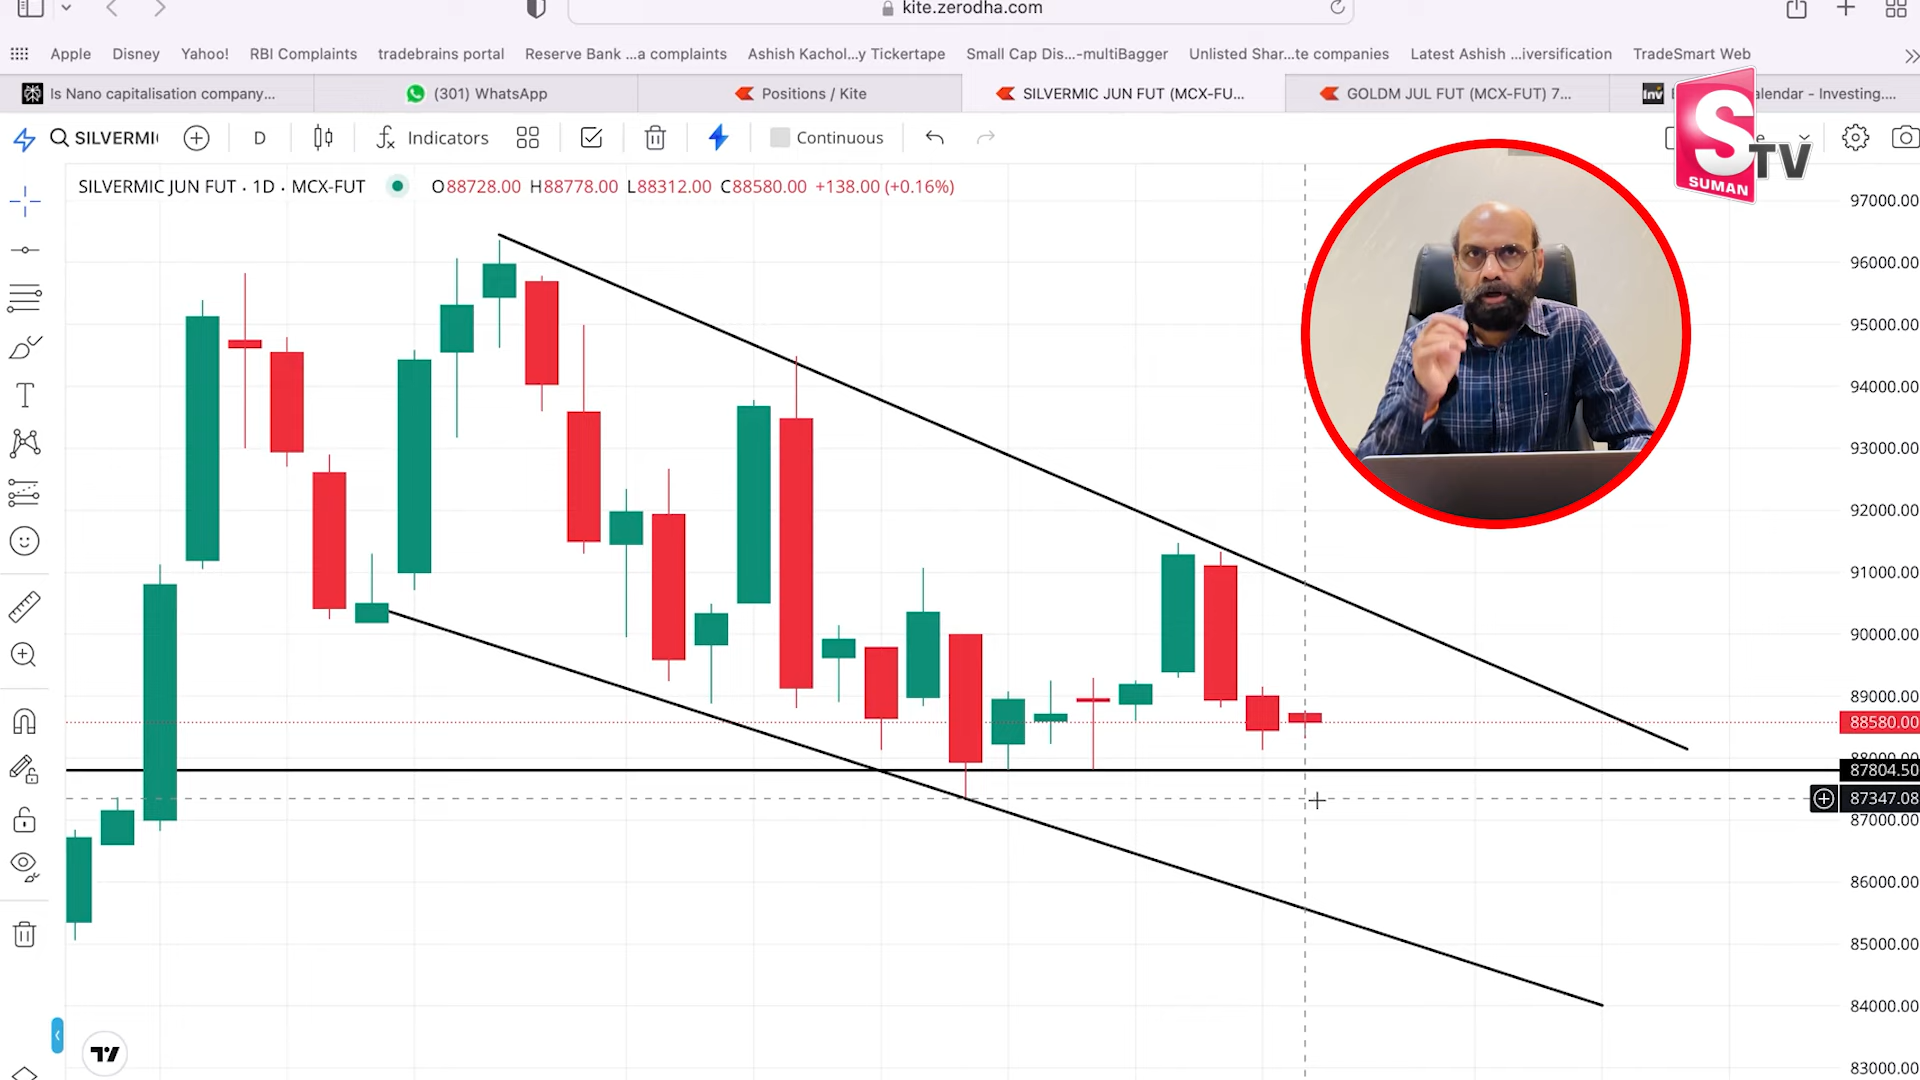 kite.zerodha.com
Apple Disney Yahoo! RBI Complaints tradebrains portal Reserve Bank ...a complaints Ashish Kachol...y Tickertape Small Cap Dis...-multiBagger Unlisted Shar...te companies Latest Ashish ...iversification TradeSmart Web
Is Nano capitalisation company... (301) WhatsApp Positions / Kite SILVERMIC JUN FUT (MCX-FU... GOLDM JUL FUT (MCX-FUT) 7... Inv alendar - Investing....
SILVERMI D Indicators Continuous
S TV
SUMAN
SILVERMIC JUN FUT · 1D · MCX-FUT O88728.00 H88778.00 L88312.00 C88580.00 +138.00 (+0.16%)
97000.00
96000.00
95000.00
94000.00
93000.00
92000.00
91000.00
90000.00
89000.00
88580.00
88000.00
87804.50
87347.08
87000.00
86000.00
85000.00
84000.00
83000.00